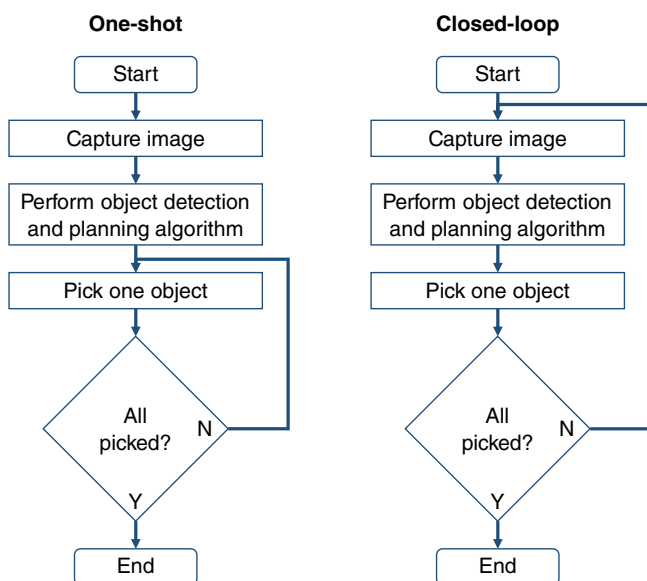 One-shot
Start
Capture image
Perform object detection
and planning algorithm
Pick one object
All
picked?
N
Y
End
Closed-loop
Start
Capture image
Perform object detection
and planning algorithm
Pick one object
All
picked?
N
Y
End